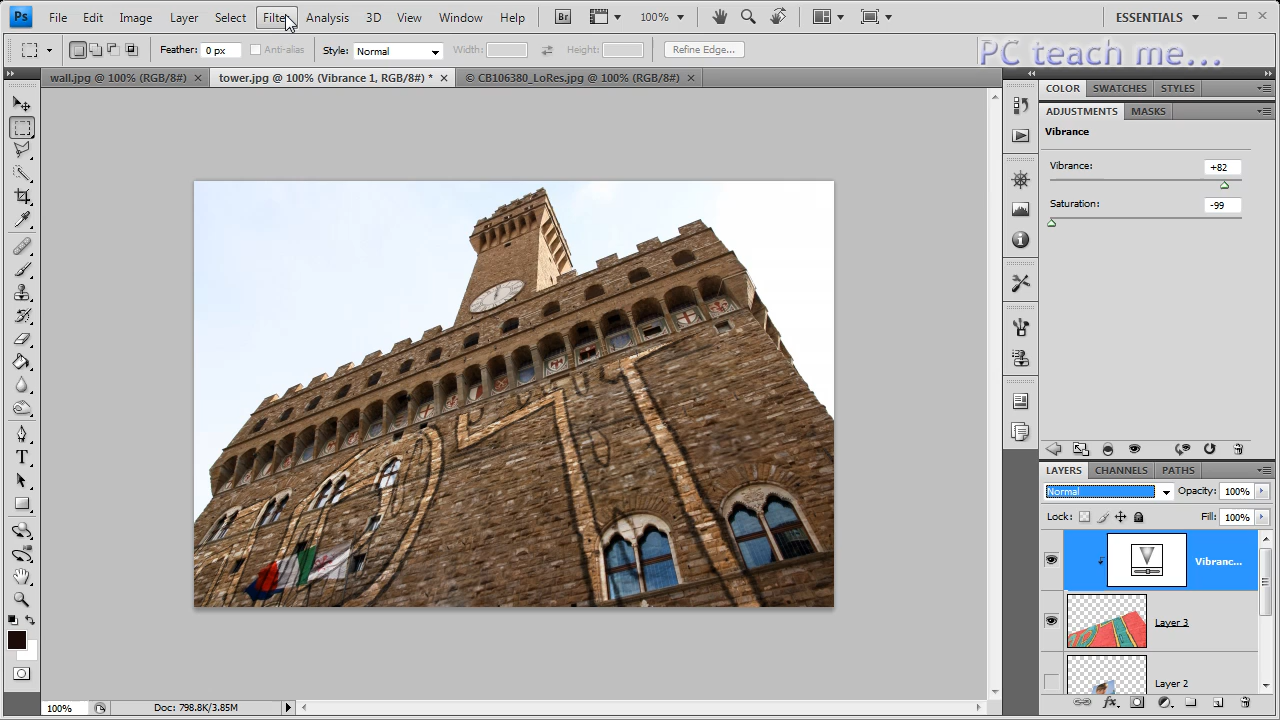 Ps File Edit Image Layer Select Filter Analysis 3D View Window Help Br 100% ESSENTIALS
Feather: 0 px Anti-alias Style: Normal Width: Height: Refine Edge... PC teach me...
wall.jpg @ 100% (RGB/8#) tower.jpg @ 100% (Vibrance 1, RGB/8#) * © CB106380_LoRes.jpg @ 100% (RGB/8#)
COLOR SWATCHES STYLES
ADJUSTMENTS MASKS
Vibrance
Vibrance: +82
Saturation: -99
LAYERS CHANNELS PATHS
Normal Opacity: 100%
Lock: Fill: 100%
Vibranc...
Layer 3
Layer 2
100% Doc: 798.8K/3.85M